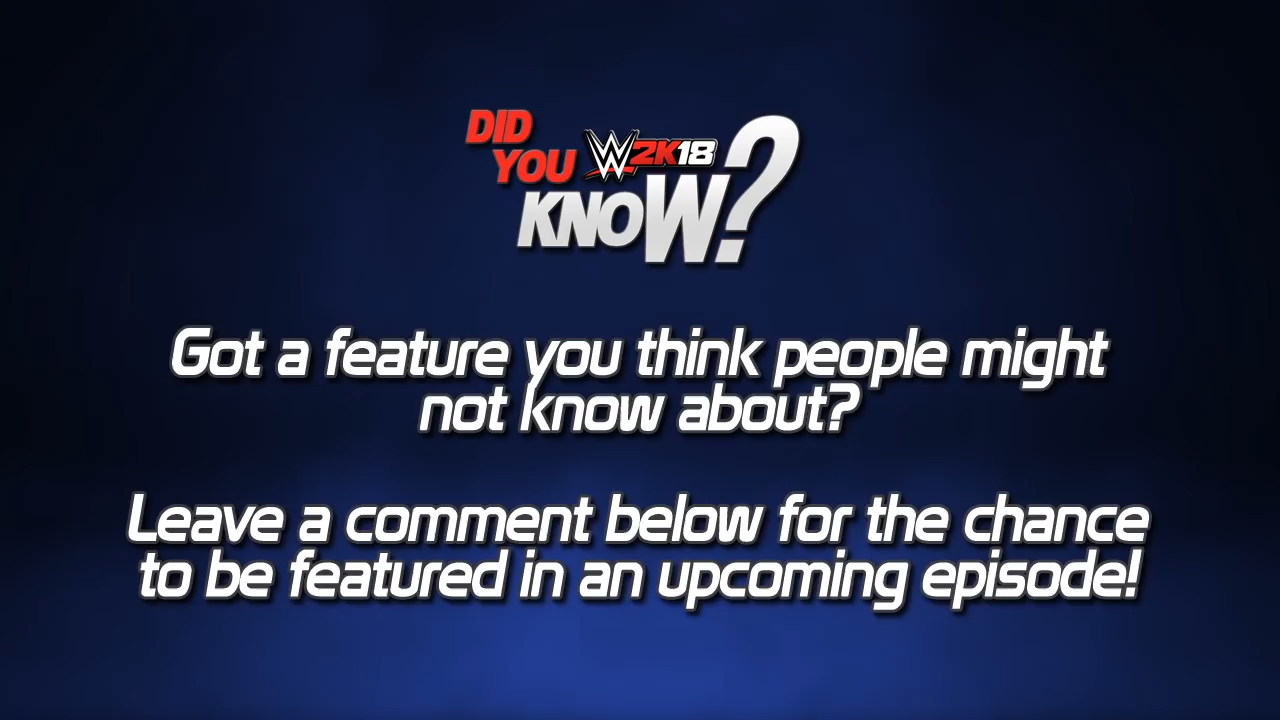 DID
YOU W2K18
KNOW?
Got a feature you think people might
not know about?
Leave a comment below for the chance
to be featured in an upcoming episode!